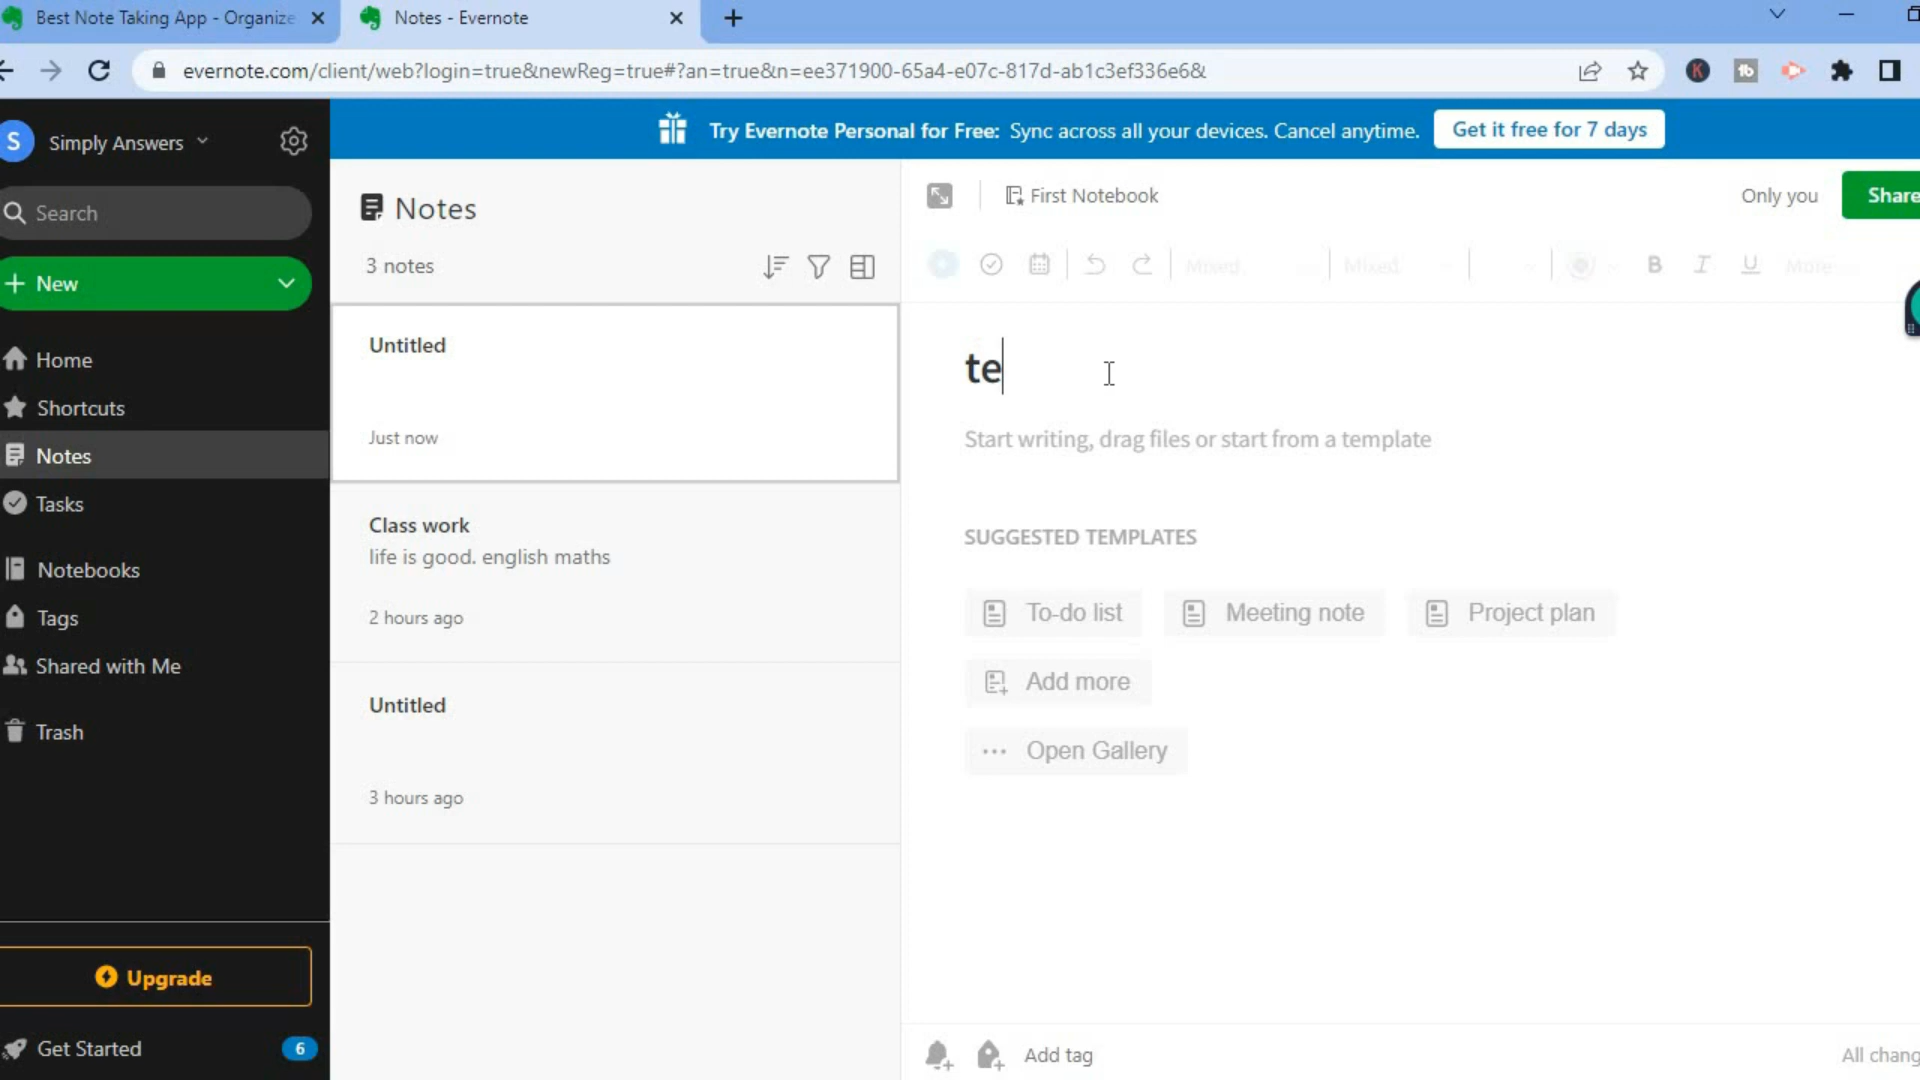 Best Note Taking App - Organize
Notes - Evernote
evernote.com/client/web?login=true&newReg=true#?an=true&n=ee371900-65a4-e07c-817d-ab1c3ef336e6&
K
tb
S
Simply Answers
Try Evernote Personal for Free: Sync across all your devices. Cancel anytime.
Get it free for 7 days
Search
New
Home
Shortcuts
Notes
Tasks
Notebooks
Tags
Shared with Me
Trash
Upgrade
Get Started
6
Notes
3 notes
Untitled
Just now
Class work
life is good. english maths
2 hours ago
Untitled
3 hours ago
First Notebook
Only you
Share
Mixed
Mixed
B
I
U
More
te
Start writing, drag files or start from a template
SUGGESTED TEMPLATES
To-do list
Meeting note
Project plan
Add more
Open Gallery
Add tag
All chang